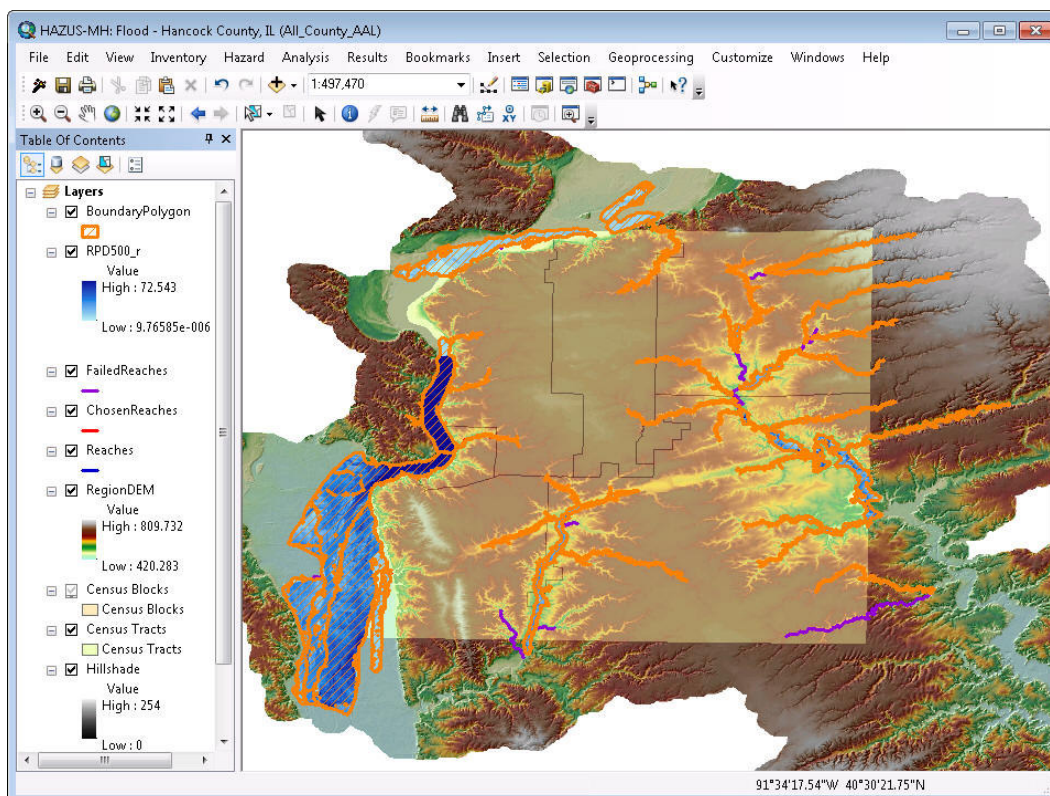 HAZUS-MH: Flood - Hancock County, IL (All_County_AAL)
File Edit View Inventory Hazard Analysis Results Bookmarks Insert Selection Geoprocessing Customize Windows Help
1:497,470
XY
Table Of Contents
Layers
BoundaryPolygon
RPD500_r
Value
High : 72.543
Low : 9.76585e-006
FailedReaches
ChosenReaches
Reaches
RegionDEM
Value
High : 809.732
Low : 420.283
Census Blocks
Census Blocks
Census Tracts
Census Tracts
Hillshade
Value
High : 254
Low : 0
91°34'17.54"W 40°30'21.75"N